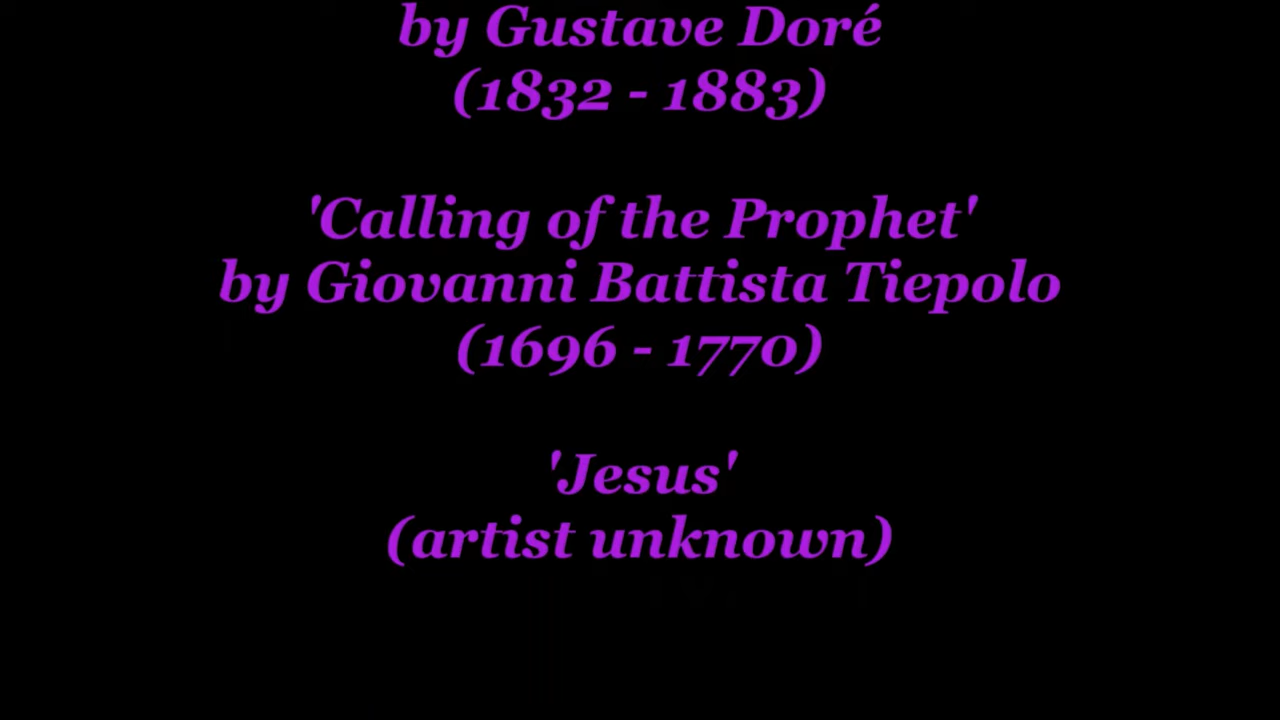 by Gustave Doré
(1832 - 1883)
'Calling of the Prophet'
by Giovanni Battista Tiepolo
(1696 - 1770)
'Jesus'
(artist unknown)